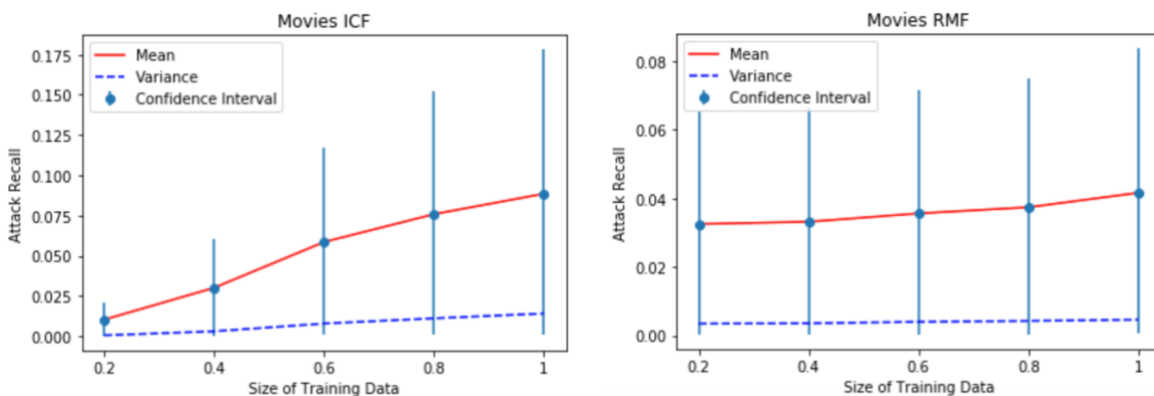 Movies ICF
Mean
Variance
Confidence Interval
0.175
0.150
0.125
0.100
0.075
0.050
0.025
0.000
Attack Recall
0.2 0.4 0.6 0.8 1
Size of Training Data
Movies RMF
Mean
Variance
Confidence Interval
0.08
0.06
0.04
0.02
0.00
Attack Recall
0.2 0.4 0.6 0.8 1
Size of Training Data